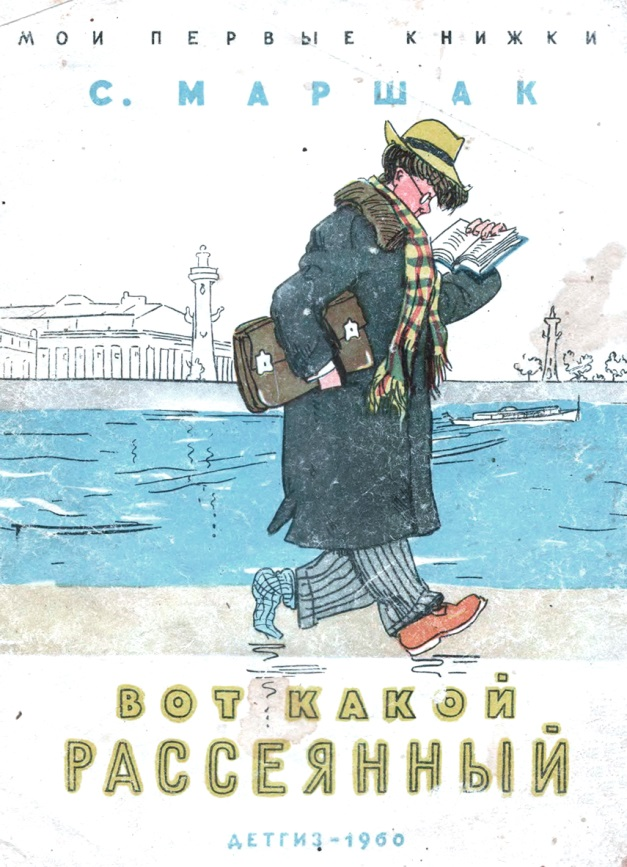 МОИ ПЕРВЫЕ КНИЖКИ
С. МАРШАК
ВОТ КАКОЙ
РАССЕЯННЫЙ
ДЕТГИЗ-1960